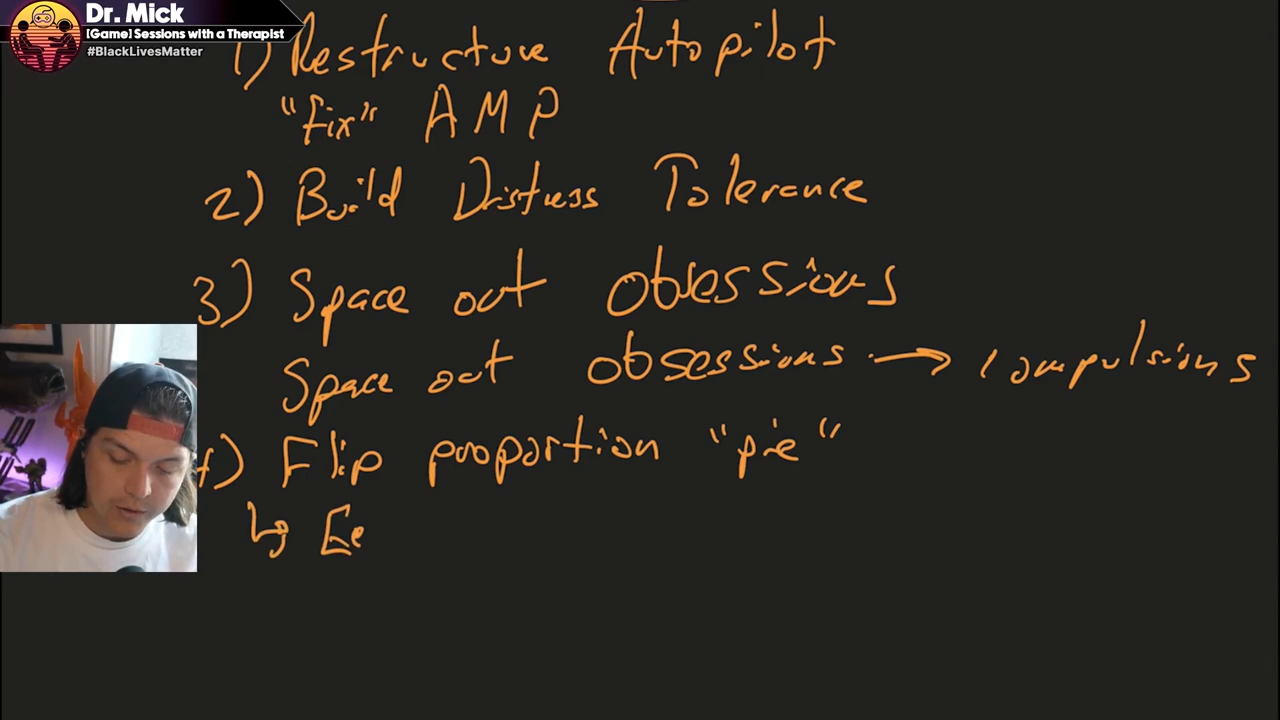 Dr. Mick
[Game] Sessions with a Therapist
#BlackLivesMatter
1) Restructure Autopilot
"fix" AMP
2) Build Distress Tolerance
3) Space out obsessions
Space out obsessions → compulsions
4) Flip proportion "pie"
↳ Ee